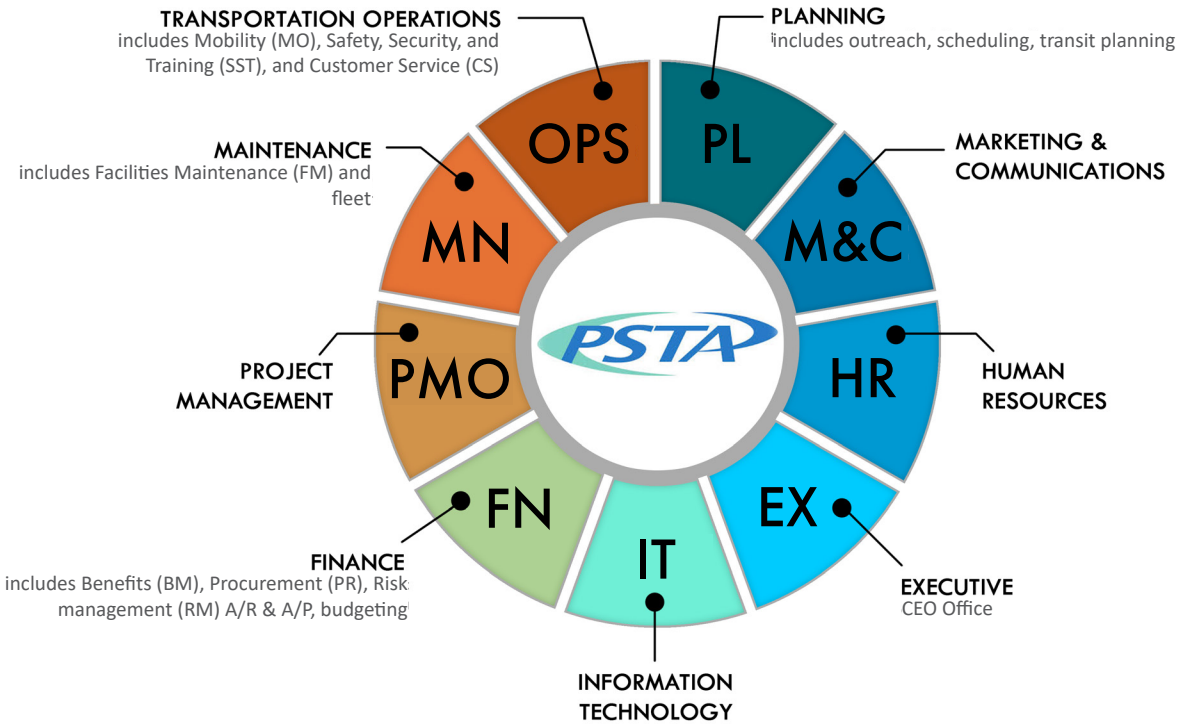 TRANSPORTATION OPERATIONS
includes Mobility (MO), Safety, Security, and
Training (SST), and Customer Service (CS)
PLANNING
includes outreach, scheduling, transit planning
OPS
PL
MAINTENANCE
includes Facilities Maintenance (FM) and
fleet
MARKETING &
COMMUNICATIONS
MN
M&C
PSTA
PROJECT
MANAGEMENT
PMO
HR
HUMAN
RESOURCES
FN
EX
IT
FINANCE
includes Benefits (BM), Procurement (PR), Risk
management (RM) A/R & A/P, budgeting
EXECUTIVE
CEO Office
INFORMATION
TECHNOLOGY